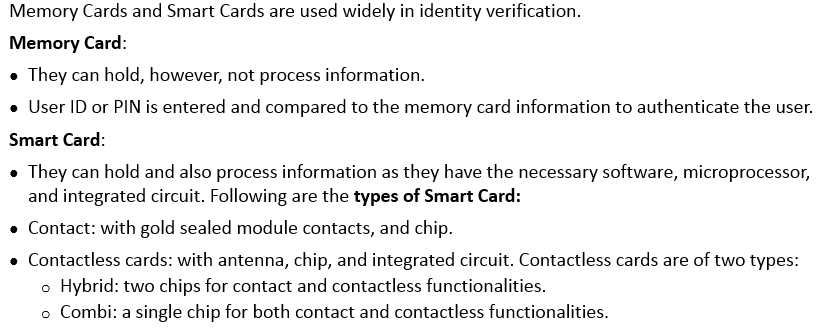 Memory Cards and Smart Cards are used widely in identity verification.
Memory Card:
• They can hold, however, not process information.
• User ID or PIN is entered and compared to the memory card information to authenticate the user.
Smart Card:
• They can hold and also process information as they have the necessary software, microprocessor,
and integrated circuit. Following are the types of Smart Card:
• Contact: with gold sealed module contacts, and chip.
• Contactless cards: with antenna, chip, and integrated circuit. Contactless cards are of two types:
o Hybrid: two chips for contact and contactless functionalities.
o Combi: a single chip for both contact and contactless functionalities.